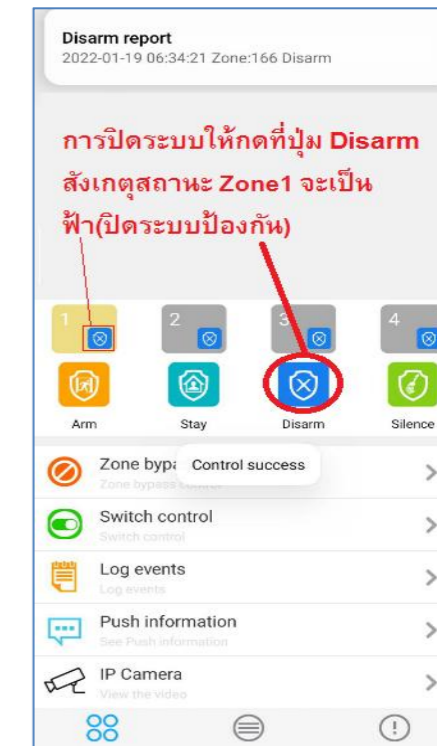 Disarm report
2022-01-19 06:34:21 Zone:166 Disarm
การปิดระบบให้กดที่ปุ่ม Disarm
สังเกตุสถานะ Zone1 จะเป็น
ฟ้า(ปิดระบบป้องกัน)
1 2 3 4
Arm Stay Disarm Silence
Zone bypa
Control success
Zone bypass control
Switch control
Switch control
Log events
Log events
Push information
See Push information
IP Camera
View the video